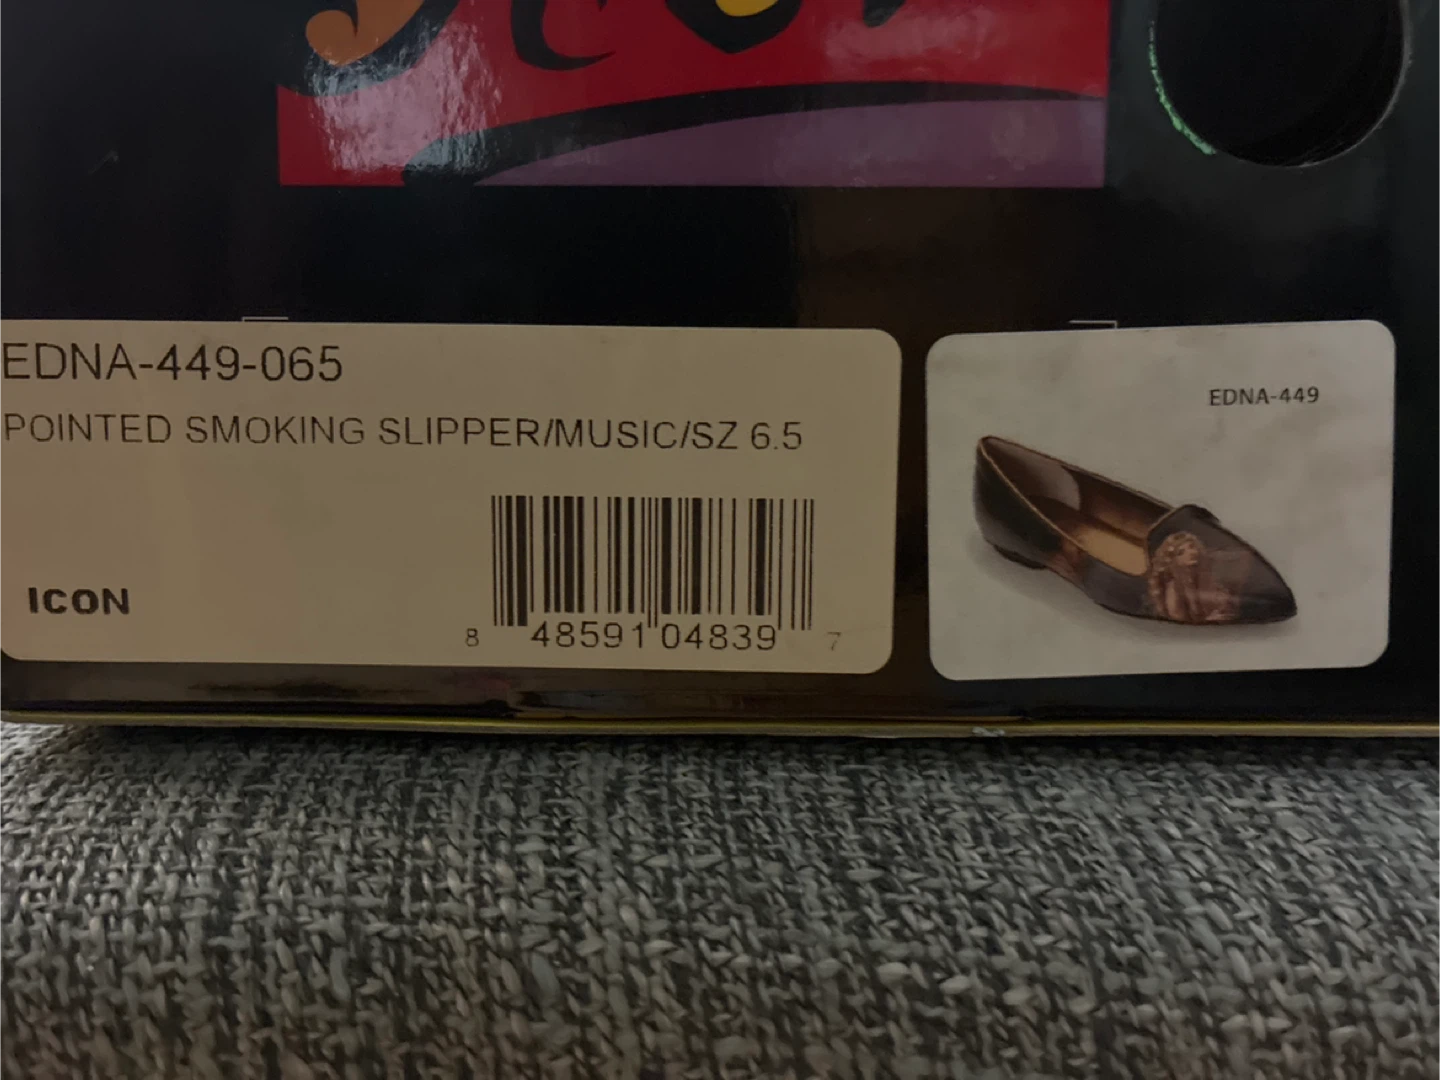 EDNA-449-065
POINTED SMOKING SLIPPER/MUSIC/SZ 6.5
ICON
8 48591 04839 7
EDNA-449